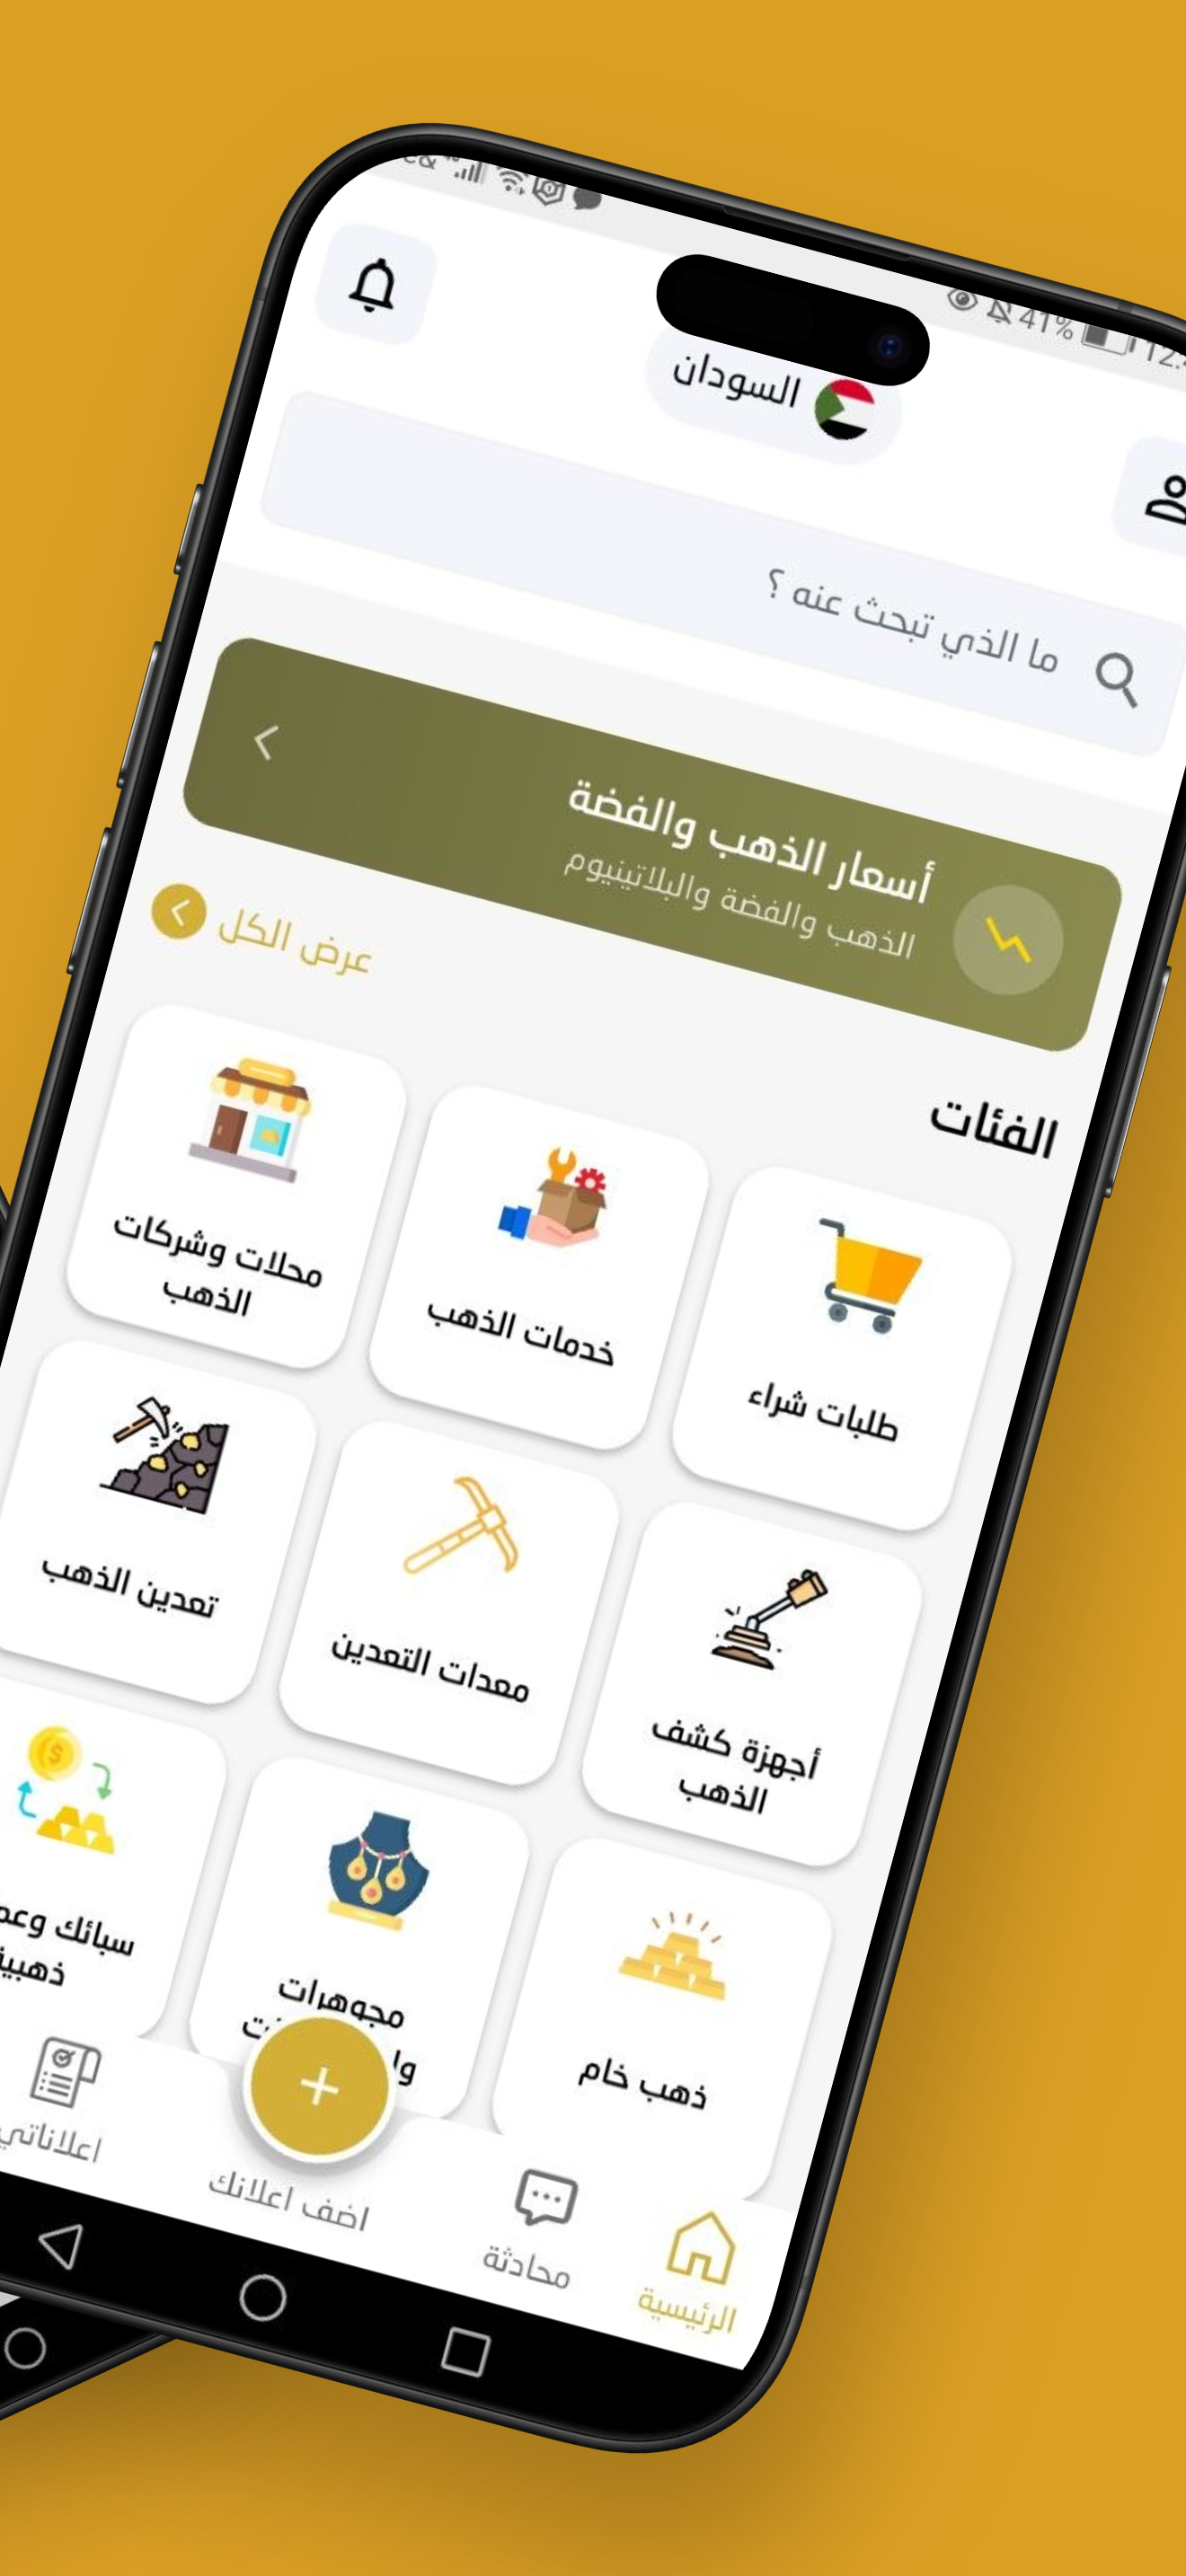 41%
السودان
ما الذي تبحث عنه ؟
أسعار الذهب والفضة
الذهب والفضة والبلاتينيوم
عرض الكل
الفئات
طلبات شراء
خدمات الذهب
محلات وشركات
الذهب
أجهزة كشف
الذهب
معدات التعدين
تعدين الذهب
ذهب خام
مجوهرات
سبائك
ذهبية
الرئيسية
محادثة
اضف اعلانك
اعلاناتي